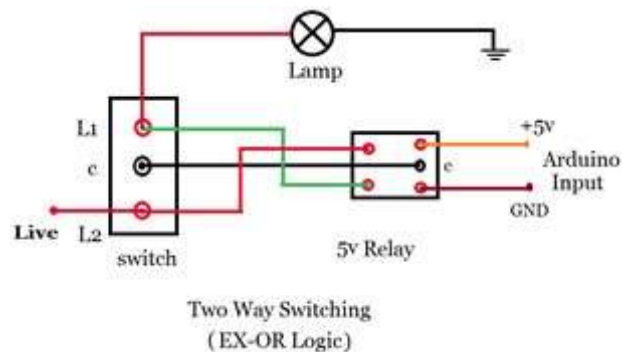 Lamp
L1
c
Live
L2
switch
+5v
c
Arduino
Input
GND
5v Relay
Two Way Switching
( EX-OR Logic)